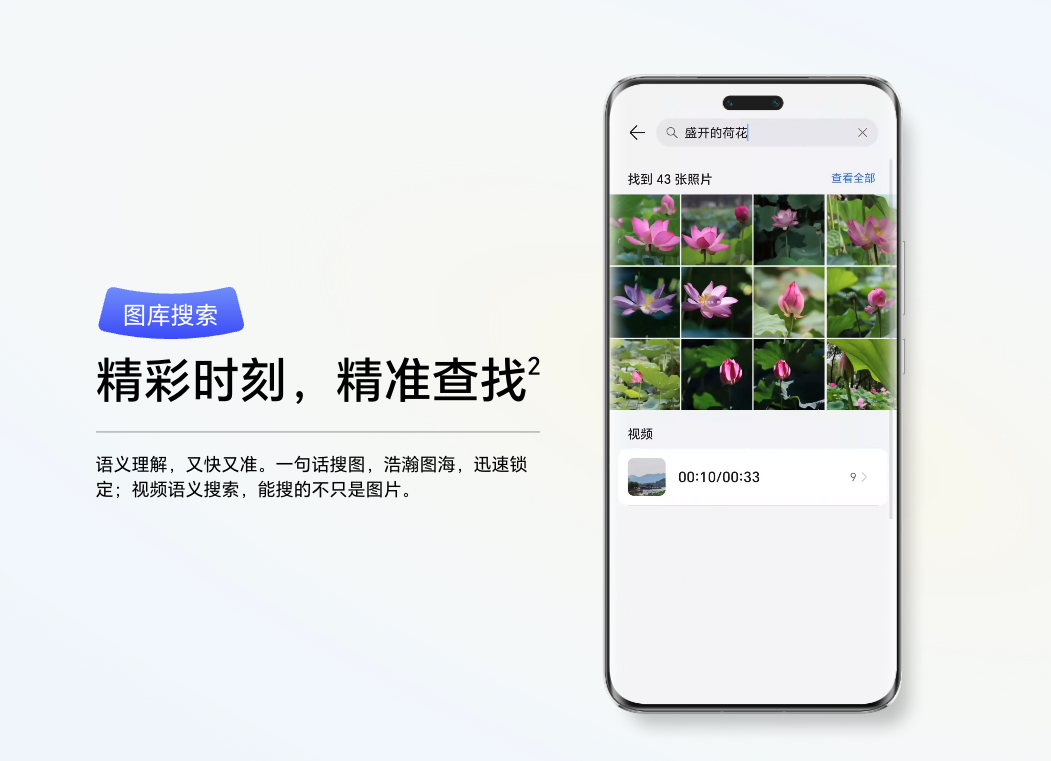 图库搜索
精彩时刻，精准查找2
语义理解，又快又准。一句话搜图，浩瀚图海，迅速锁
定；视频语义搜索，能搜的不只是图片。
盛开的荷花
找到 43 张照片 查看全部
视频
00:10/00:33 9